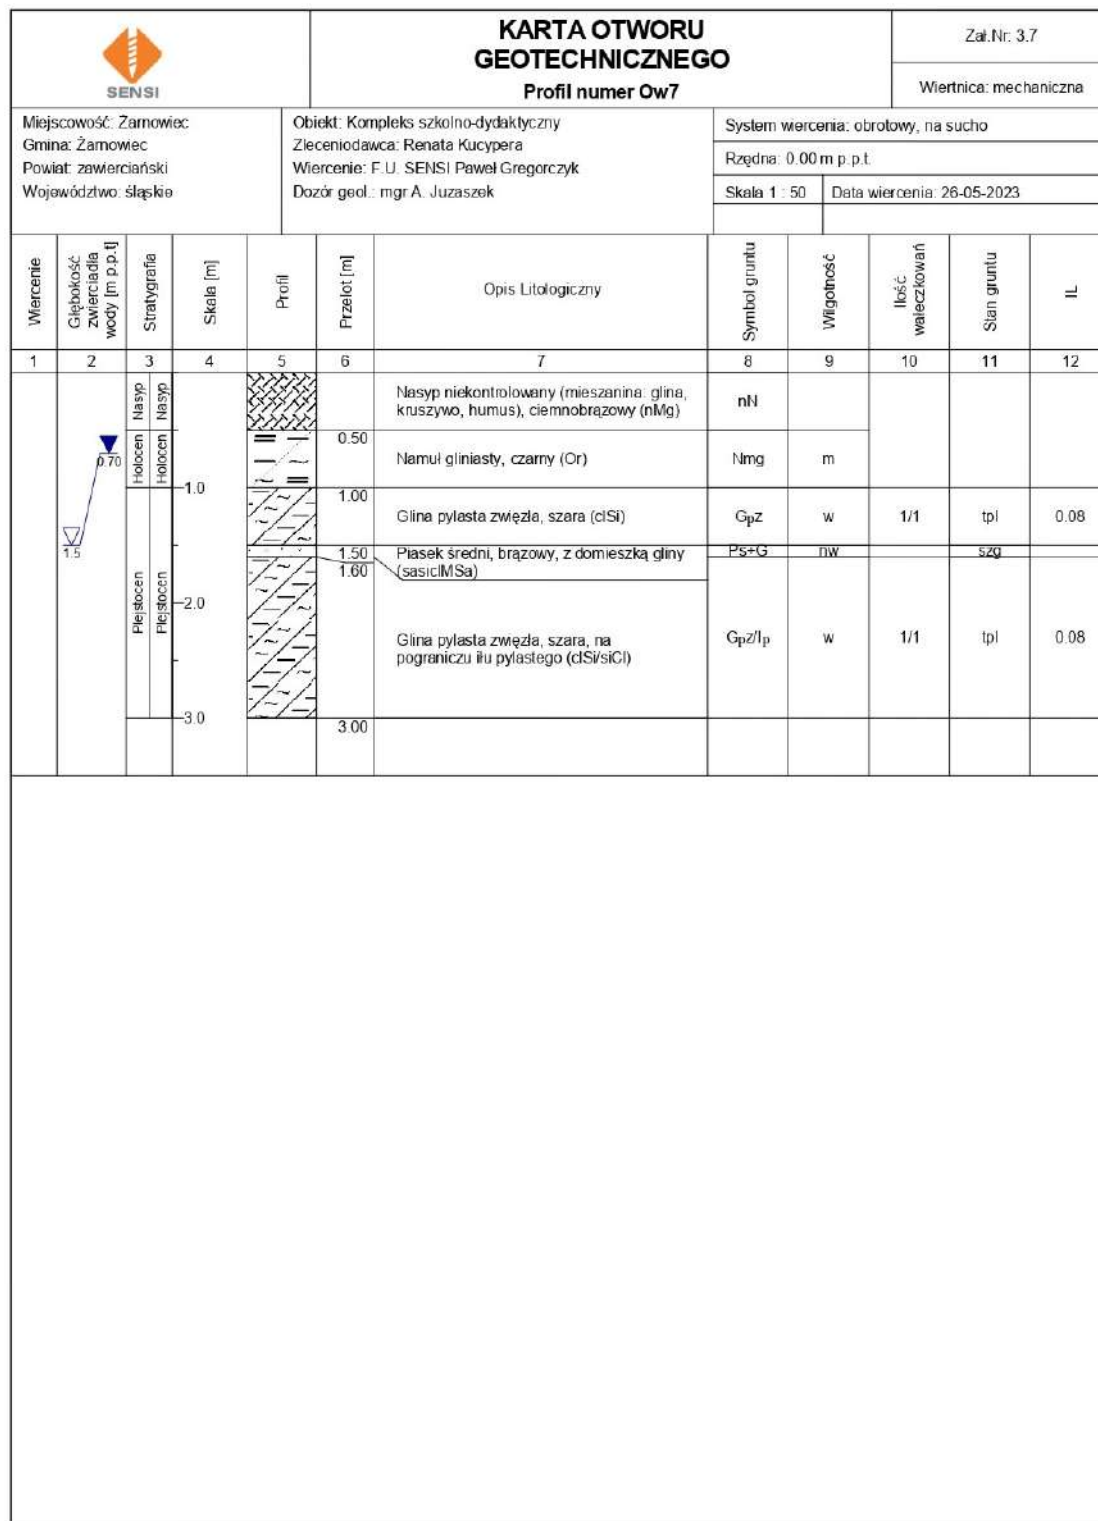 SENSI
KARTA OTWORU
GEOTECHNICZNEGO
Profil numer Ow7
Zał.Nr: 3.7
Wiertnica: mechaniczna
Miejscowość: Żarnowiec
Gmina: Żarnowiec
Powiat: zawierciański
Województwo: śląskie
Obiekt: Kompleks szkolno-dydaktyczny
Zleceniodawca: Renata Kucypera
Wiercenie: F.U. SENSI Paweł Gregorczyk
Dozór geol.: mgr A. Juzaszek
System wiercenia: obrotowy, na sucho
Rzędna: 0.00 m p.p.t.
Skala 1 : 50
Data wiercenia: 26-05-2023
Wiercenie
Głębokość
zwierciadła
wody [m p.p.t]
Stratygrafia
Skala [m]
Profil
Przelot [m]
Opis Litologiczny
Symbol gruntu
Wilgotność
Ilość
wałeczkowań
Stan gruntu
IL
1 2 3 4 5 6 7 8 9 10 11 12
Nasyp Nasyp
Nasyp niekontrolowany (mieszanina: glina,
kruszywo, humus), ciemnobrązowy (nMg)
nN
0.70
Holocen Holocen
0.50
Namuł gliniasty, czarny (Or)
Nmg m
1.0
1.00
Glina pylasta zwięzła, szara (clSi)
Gpz w 1/1 tpl 0.08
1.5
1.50
Piasek średni, brązowy, z domieszką gliny
(sasiclMSa)
Ps+G nw szg
1.60
Plejstocen Plejstocen
2.0
Glina pylasta zwięzła, szara, na
pograniczu iłu pylastego (clSi/siCl)
Gpz/Ip w 1/1 tpl 0.08
3.0
3.00